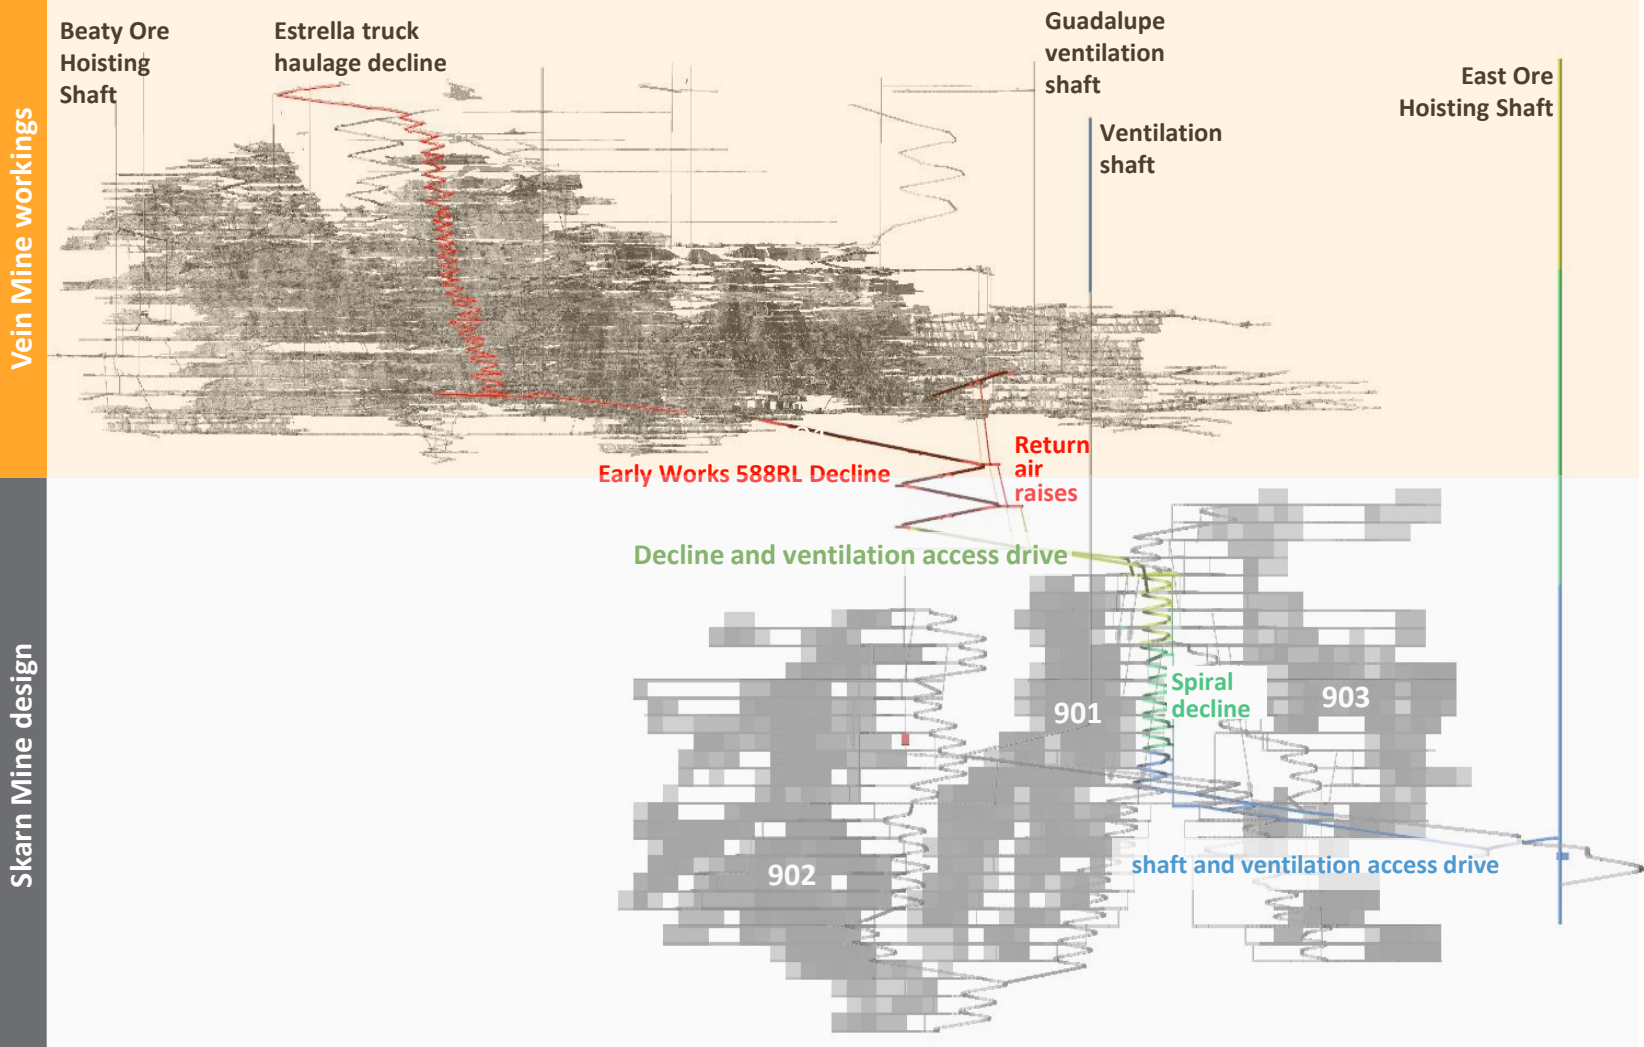 Vein Mine workings
Beaty Ore
Hoisting
Shaft
Estrella truck
haulage decline
Guadalupe
ventilation
shaft
Ventilation
shaft
East Ore
Hoisting Shaft
Return
air
raises
Early Works 588RL Decline
Skarn Mine design
Decline and ventilation access drive
Spiral
decline
901
903
902
shaft and ventilation access drive